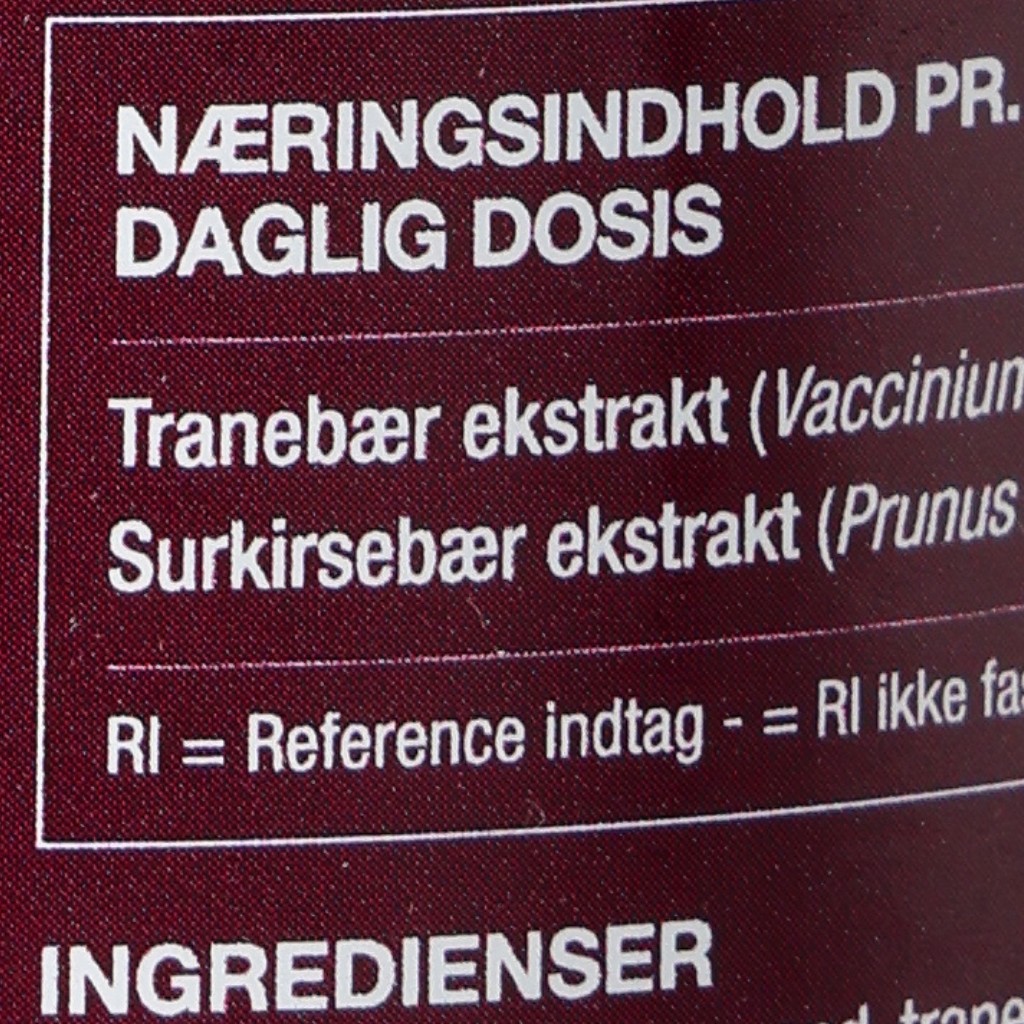 NÆRINGSINDHOLD PR.
DAGLIG DOSIS
Tranebær ekstrakt (Vaccinium
Surkirsebær ekstrakt (Prunus
RI = Reference indtag - = RI ikke
INGREDIENSER